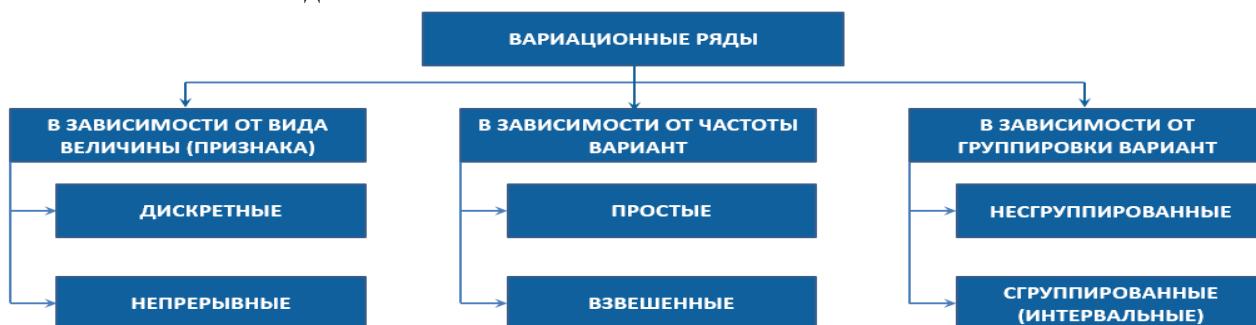 ВАРИАЦИОННЫЕ РЯДЫ
В ЗАВИСИМОСТИ ОТ ВИДА
ВЕЛИЧИНЫ (ПРИЗНАКА)
ДИСКРЕТНЫЕ
НЕПРЕРЫВНЫЕ
В ЗАВИСИМОСТИ ОТ ЧАСТОТЫ
ВАРИАНТ
ПРОСТЫЕ
ВЗВЕШЕННЫЕ
В ЗАВИСИМОСТИ ОТ
ГРУППИРОВКИ ВАРИАНТ
НЕСГРУППИРОВАННЫЕ
СГРУППИРОВАННЫЕ
(ИНТЕРВАЛЬНЫЕ)